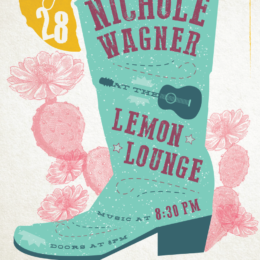 28
NICHOLE
WAGNER
AT THE
LEMON
LOUNGE
MUSIC AT 8:30 PM
DOORS AT 8PM